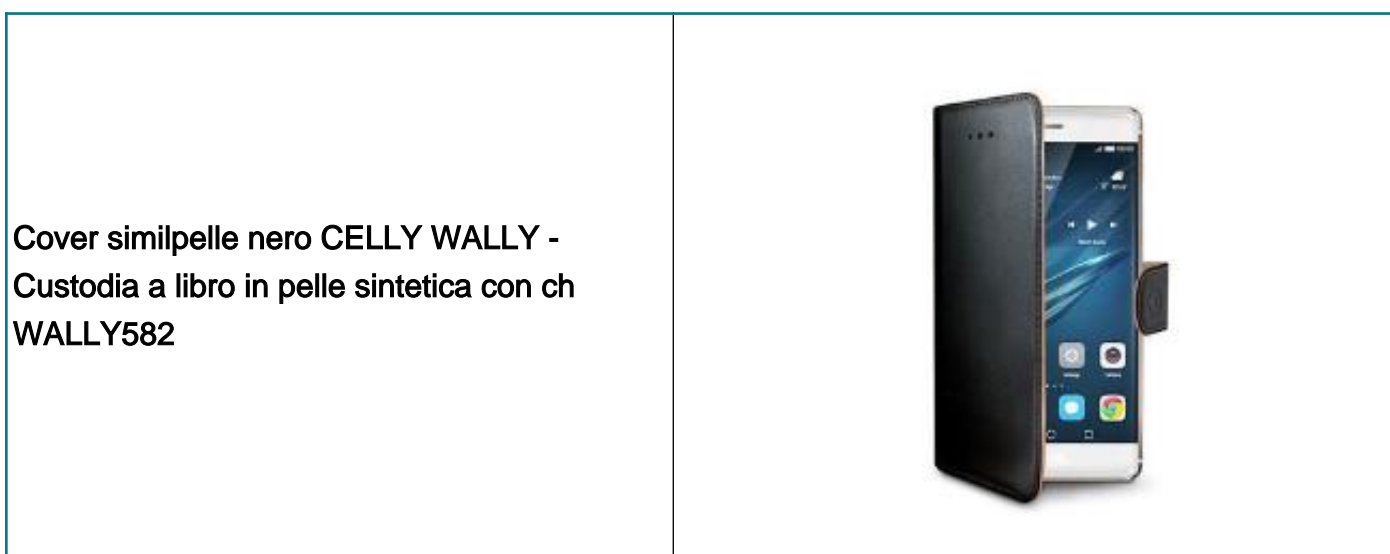 Cover similpelle nero CELLY WALLY -
Custodia a libro in pelle sintetica con ch
WALLY582